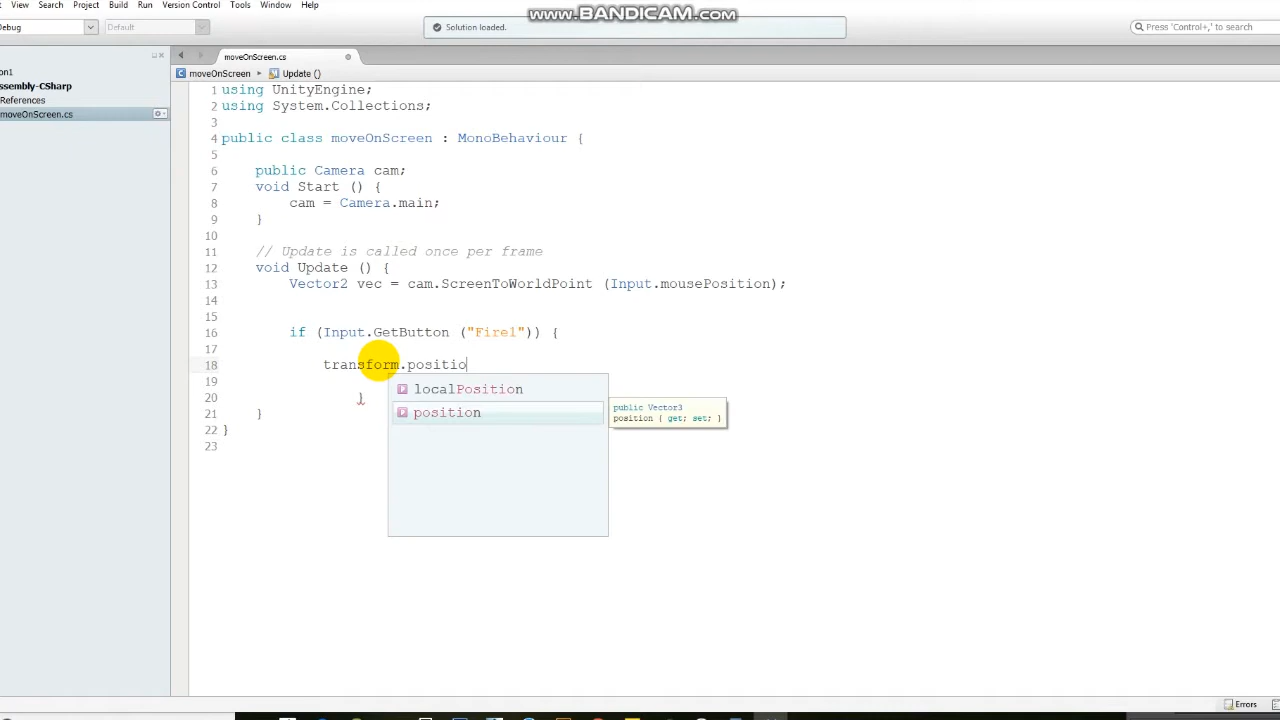 www.BANDICAM.com
View Search Project Build Run Version Control Tools Window Help
Debug Default Solution loaded. Press 'Control+,' to search
moveOnScreen.cs
moveOnScreen Update ()
on1
ssembly-CSharp
References
moveOnScreen.cs
1 using UnityEngine;
2 using System.Collections;
3
4 public class moveOnScreen : MonoBehaviour {
5
6 public Camera cam;
7 void Start () {
8 cam = Camera.main;
9 }
10
11 // Update is called once per frame
12 void Update () {
13 Vector2 vec = cam.ScreenToWorldPoint (Input.mousePosition);
14
15
16 if (Input.GetButton ("Fire1")) {
17
18 transform.positio
19
20 }
21 }
22 }
23
localPosition
position
public Vector3
position { get; set; }
Errors